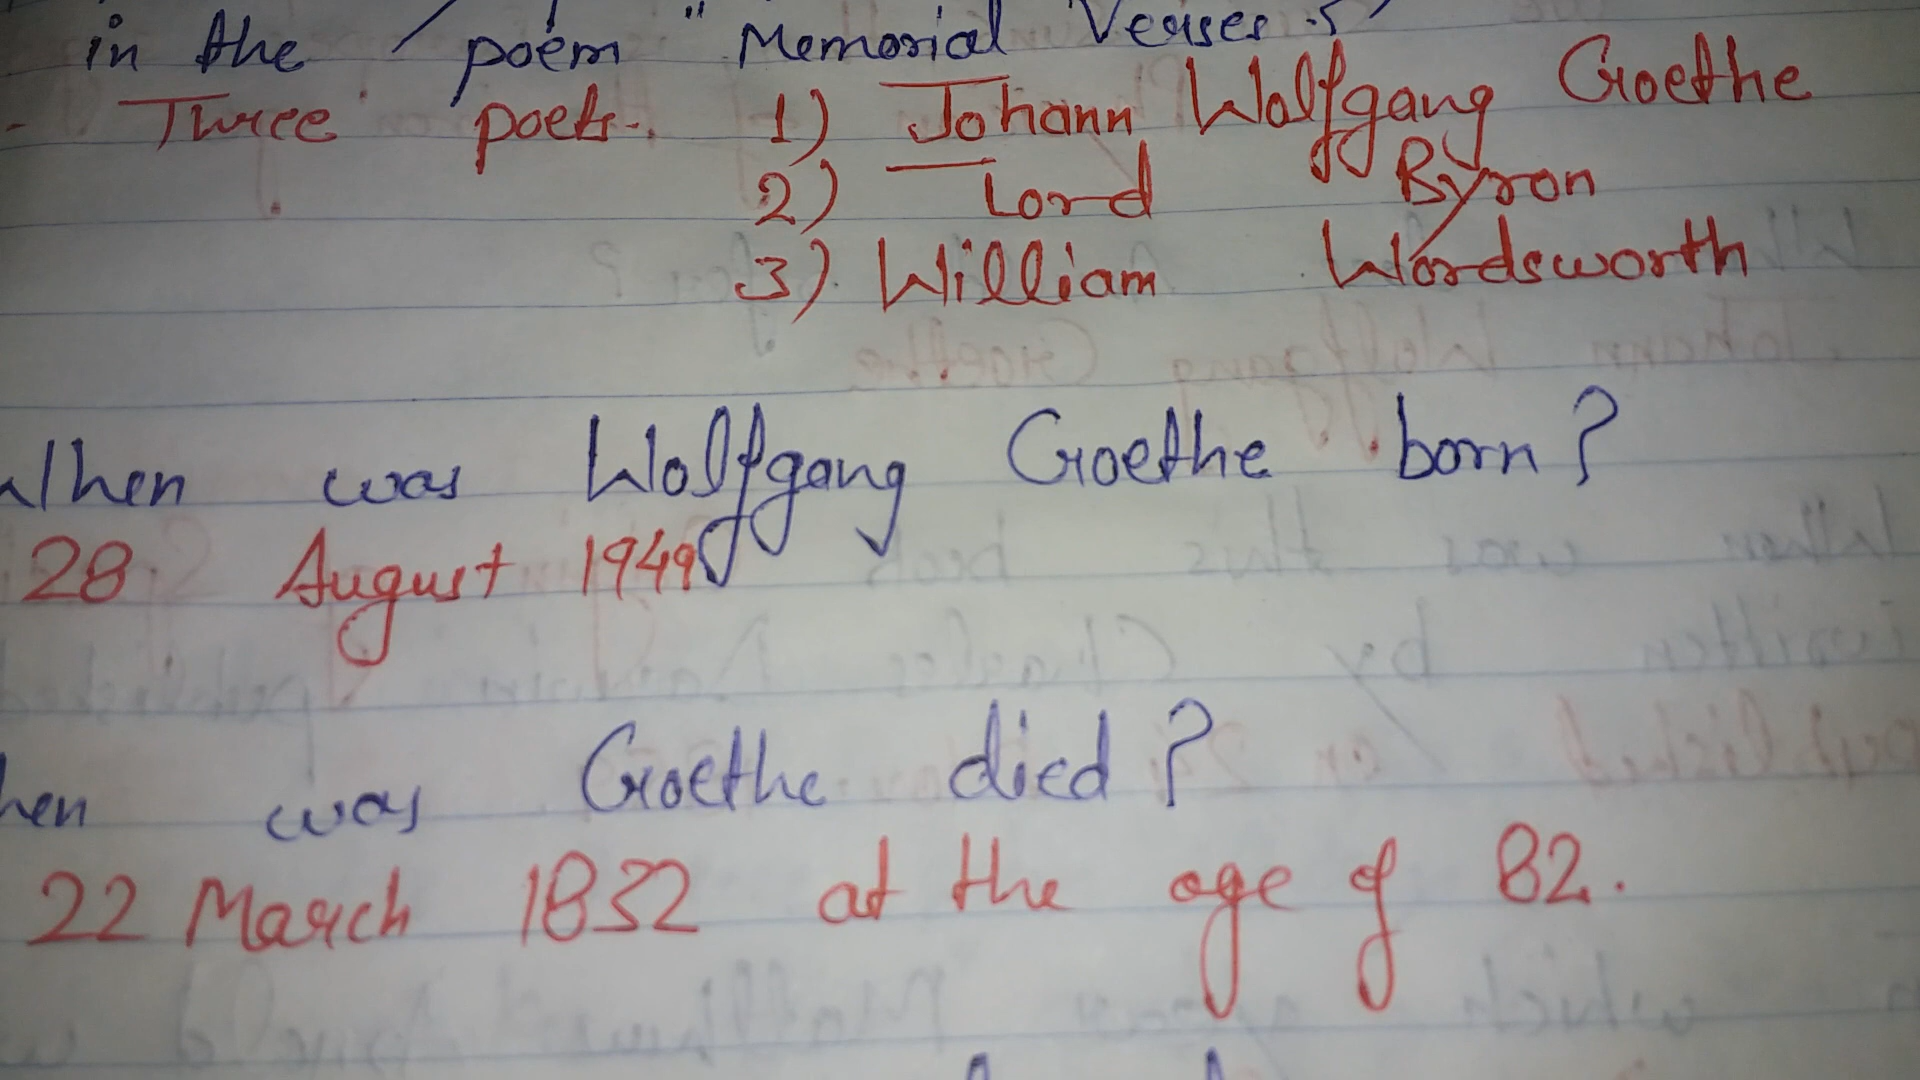 in the poem "Memorial Verses"?
- Three poets. 1) Johann Wolfgang Goethe
2) Lord Byron
3) William Wordsworth
When was Wolfgang Goethe born?
28 August 1949
hen was Goethe died?
22 March 1832 at the age of 82.